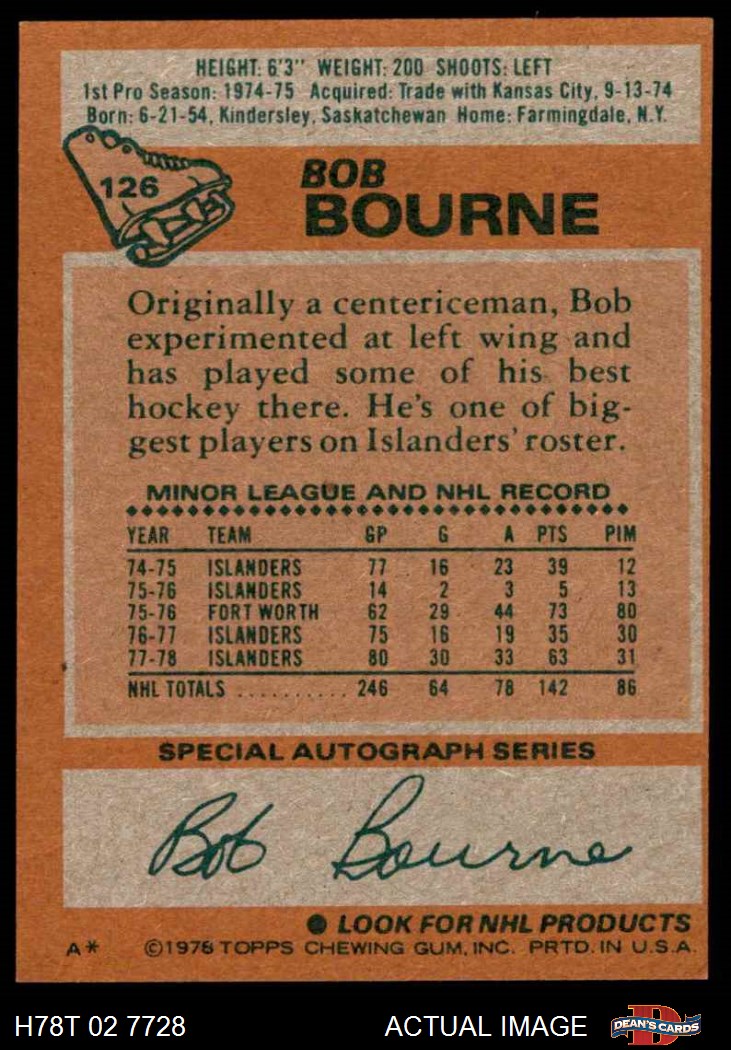 HEIGHT: 6'3" WEIGHT: 200 SHOOTS: LEFT
1st Pro Season: 1974-75 Acquired: Trade with Kansas City, 9-13-74
Born: 6-21-54, Kindersley, Saskatchewan Home: Farmingdale, N.Y.
126
BOB
BOURNE
Originally a centericeman, Bob
experimented at left wing and
has played some of his best
hockey there. He's one of big-
gest players on Islanders' roster.
MINOR LEAGUE AND NHL RECORD
YEAR TEAM GP G A PTS PIM
74-75 ISLANDERS 77 16 23 39 12
75-76 ISLANDERS 14 2 3 5 13
75-76 FORT WORTH 62 29 44 73 80
76-77 ISLANDERS 75 16 19 35 30
77-78 ISLANDERS 80 30 33 63 31
NHL TOTALS .......... 246 64 78 142 86
SPECIAL AUTOGRAPH SERIES
Bob Bourne
● LOOK FOR NHL PRODUCTS
A* ©1978 TOPPS CHEWING GUM, INC. PRTD. IN U.S.A.
H78T 02 7728 ACTUAL IMAGE D DEAN'S CARDS